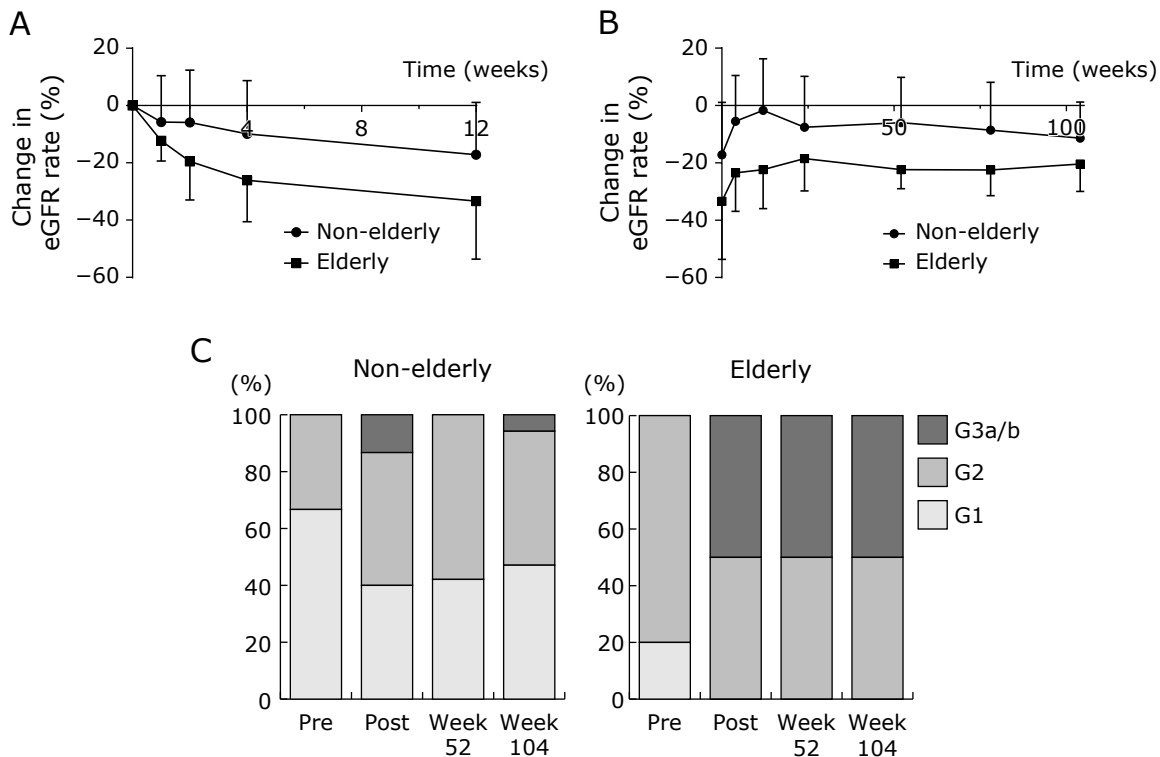 A
20
0
−20
−40
−60
Change in
eGFR rate (%)
Time (weeks)
4
8
12
Non-elderly
Elderly
B
20
0
−20
−40
−60
Change in
eGFR rate (%)
Time (weeks)
50
100
Non-elderly
Elderly
C
Non-elderly
(%)
100
80
60
40
20
0
Pre
Post
Week
52
Week
104
Elderly
(%)
100
80
60
40
20
0
Pre
Post
Week
52
Week
104
G3a/b
G2
G1